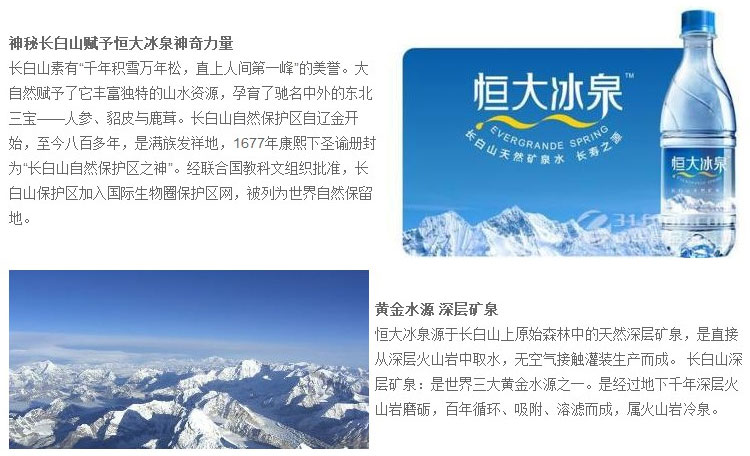 神秘长白山赋予恒大冰泉神奇力量
长白山素有“千年积雪万年松，直上人间第一峰”的美誉。大
自然赋予了它丰富独特的山水资源，孕育了驰名中外的东北
三宝——人参、貂皮与鹿茸。长白山自然保护区自辽金开
始，至今八百多年，是满族发祥地，1677年康熙下圣谕册封
为“长白山自然保护区之神”。经联合国教科文组织批准，长
白山保护区加入国际生物圈保护区网，被列为世界自然保留
地。
恒大冰泉™
EVERGRANDE SPRING
长白山天然矿泉水 长寿之源
恒大冰泉
黄金水源 深层矿泉
恒大冰泉源于长白山上原始森林中的天然深层矿泉，是直接
从深层火山岩中取水，无空气接触灌装生产而成。 长白山深
层矿泉：是世界三大黄金水源之一。是经过地下千年深层火
山岩磨砺，百年循环、吸附、溶滤而成，属火山岩冷泉。